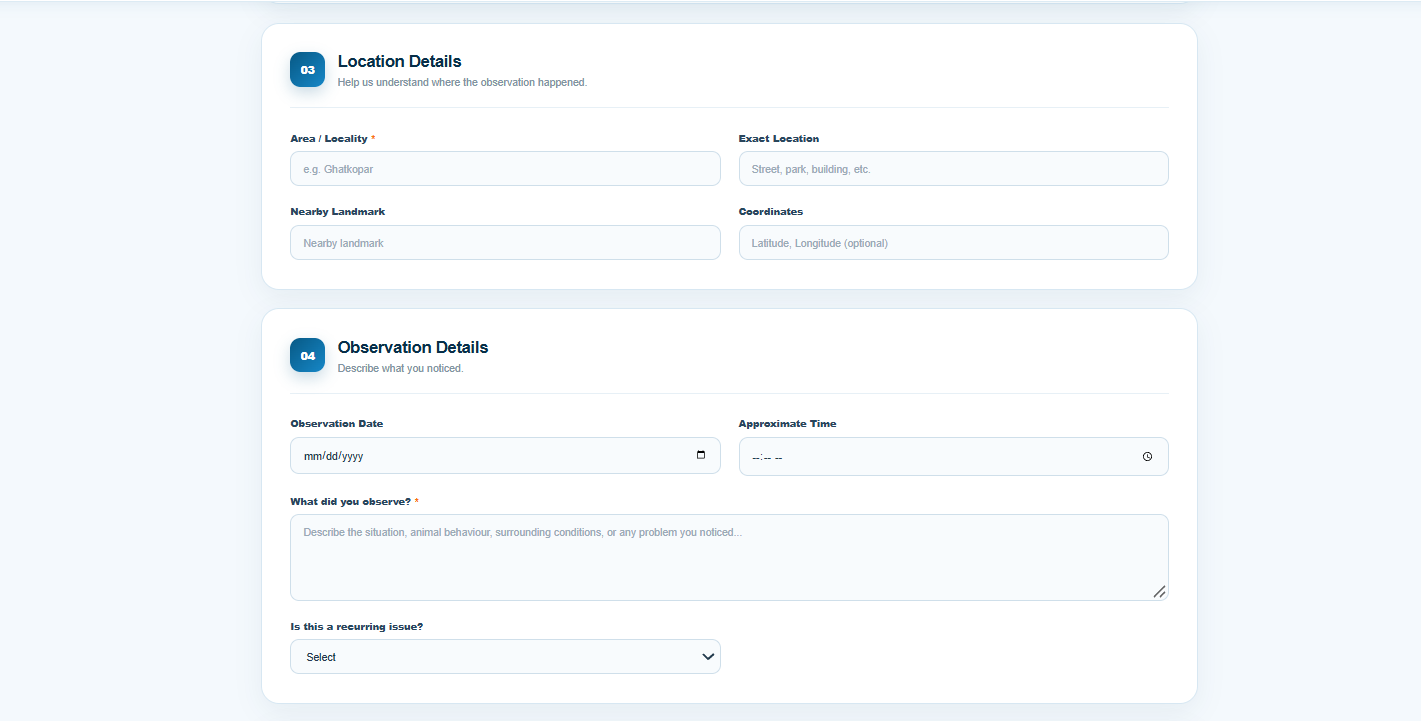 03
Location Details
Help us understand where the observation happened.
Area / Locality *
Exact Location
e.g. Ghatkopar
Street, park, building, etc.
Nearby Landmark
Coordinates
Nearby landmark
Latitude, Longitude (optional)
04
Observation Details
Describe what you noticed.
Observation Date
Approximate Time
mm/dd/yyyy
--:-- --
What did you observe? *
Describe the situation, animal behaviour, surrounding conditions, or any problem you noticed...
Is this a recurring issue?
Select